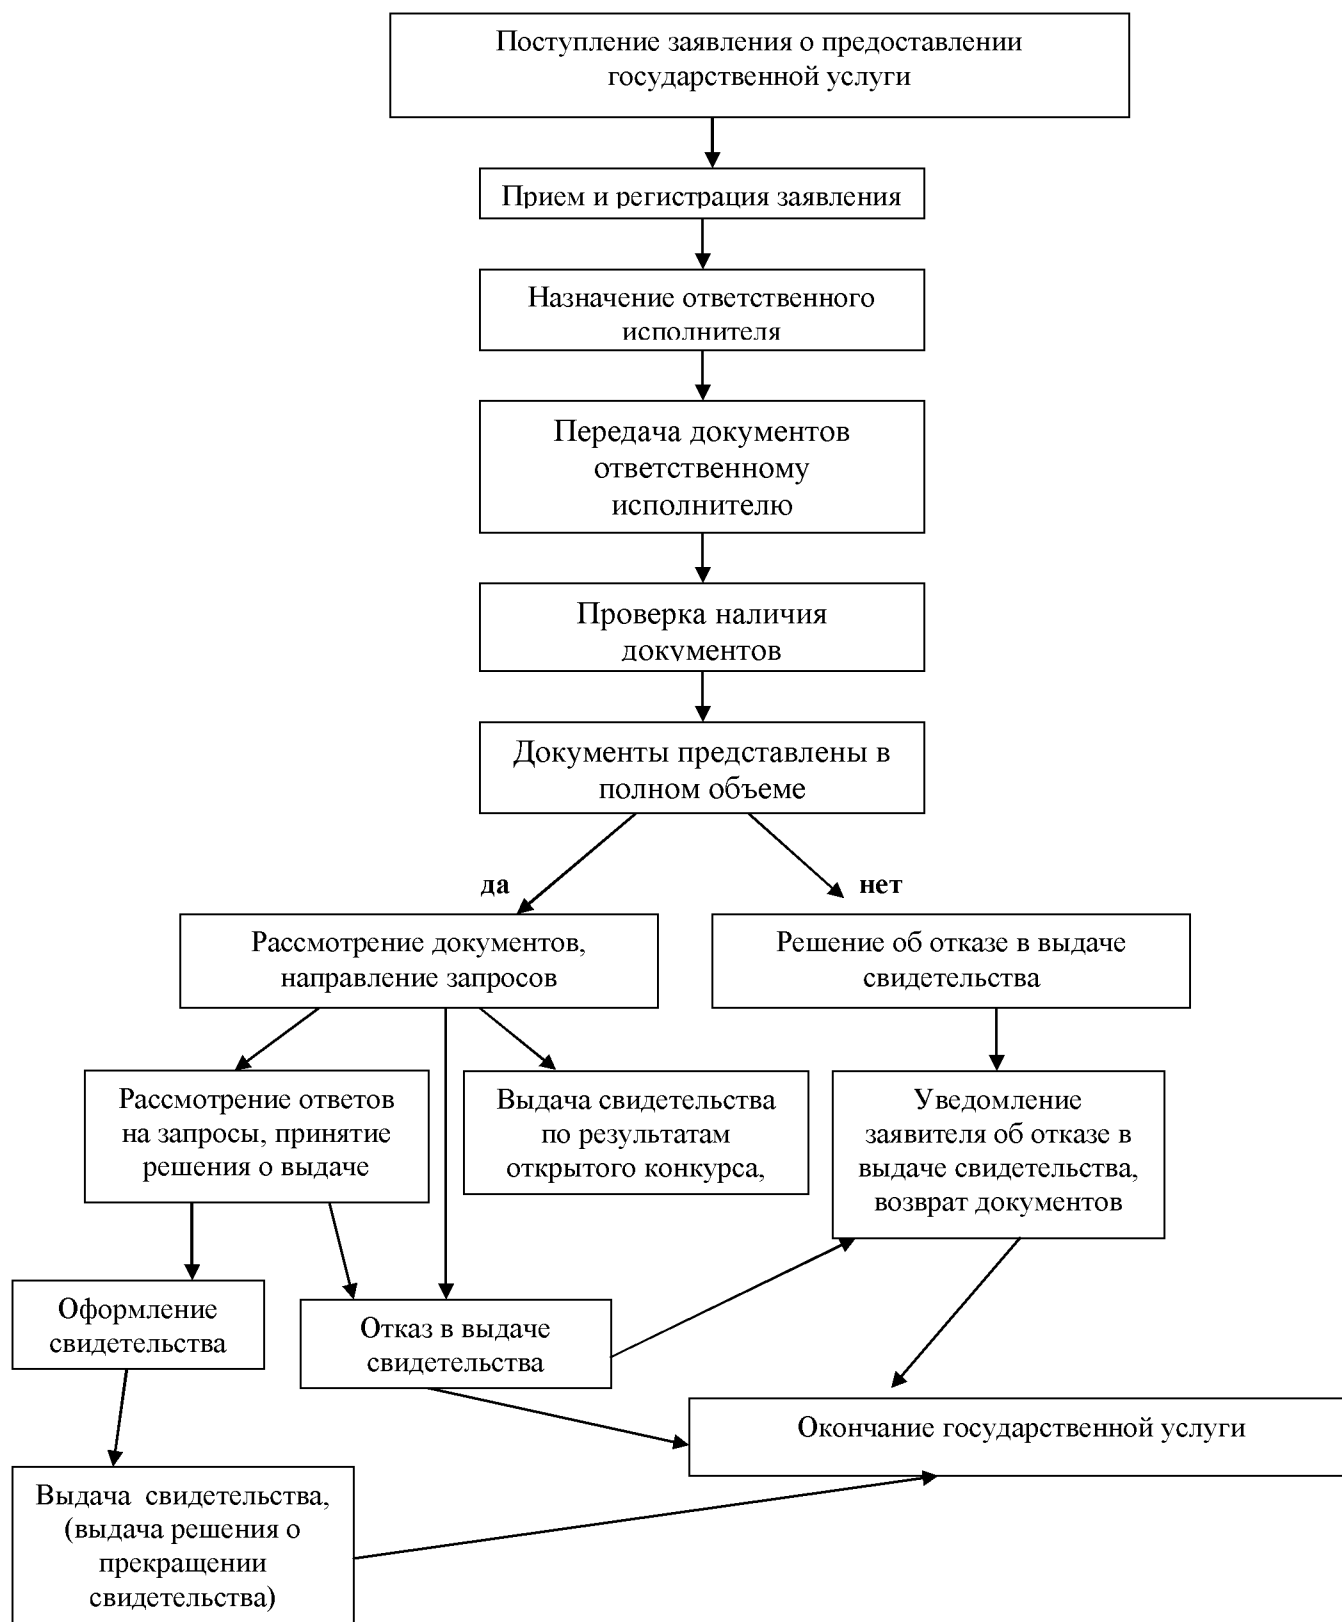 Поступление заявления о предоставлении
государственной услуги
Прием и регистрация заявления
Назначение ответственного
исполнителя
Передача документов
ответственному
исполнителю
Проверка наличия
документов
Документы представлены в
полном объеме
да
нет
Рассмотрение документов,
направление запросов
Решение об отказе в выдаче
свидетельства
Рассмотрение ответов
на запросы, принятие
решения о выдаче
Выдача свидетельства
по результатам
открытого конкурса,
Уведомление
заявителя об отказе в
выдаче свидетельства,
возврат документов
Оформление
свидетельства
Отказ в выдаче
свидетельства
Окончание государственной услуги
Выдача свидетельства,
(выдача решения о
прекращении
свидетельства)